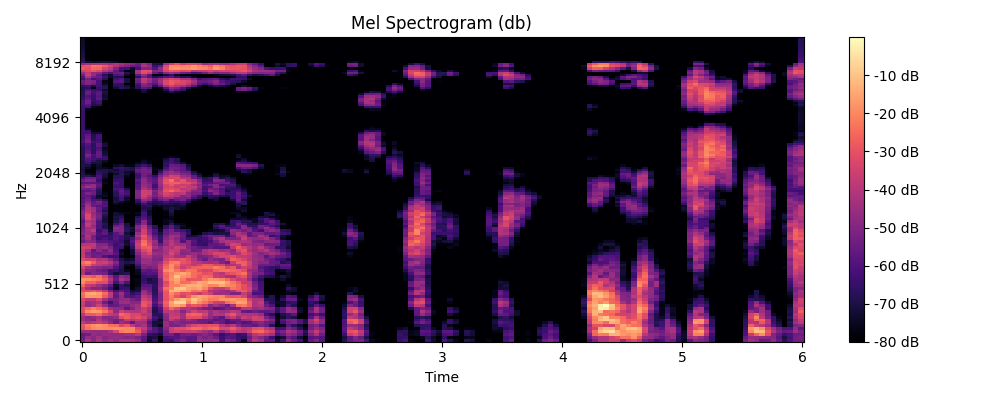 Mel Spectrogram (db)
8192
4096
2048
1024
512
0
Hz
0 1 2 3 4 5 6
Time
-10 dB
-20 dB
-30 dB
-40 dB
-50 dB
-60 dB
-70 dB
-80 dB